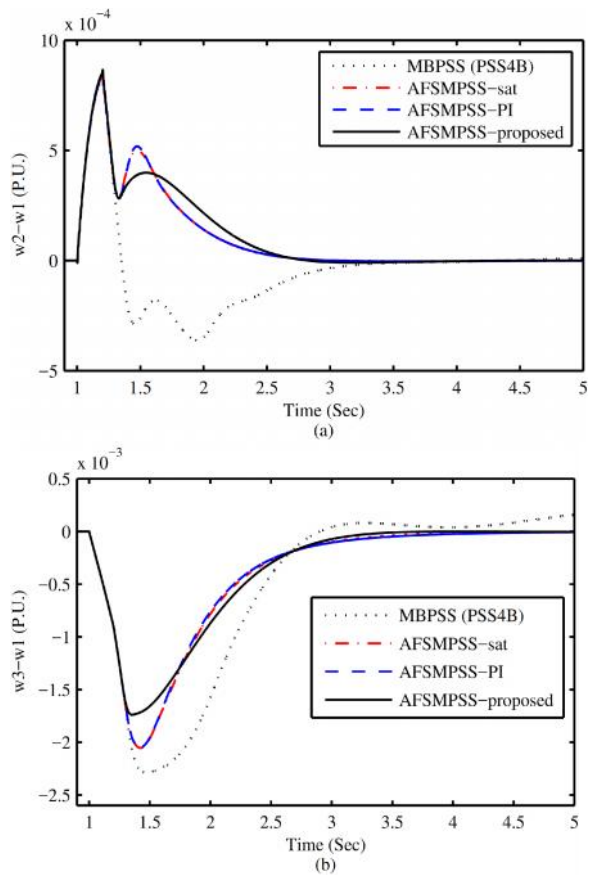 x 10⁻⁴
10
5
0
−5
w2−w1 (P.U.)
MBPSS (PSS4B)
AFSMPSS−sat
AFSMPSS−PI
AFSMPSS−proposed
1 1.5 2 2.5 3 3.5 4 4.5 5
Time (Sec)
(a)
x 10⁻³
0.5
0
−0.5
−1
−1.5
−2
−2.5
w3−w1 (P.U.)
MBPSS (PSS4B)
AFSMPSS−sat
AFSMPSS−PI
AFSMPSS−proposed
1 1.5 2 2.5 3 3.5 4 4.5 5
Time (Sec)
(b)